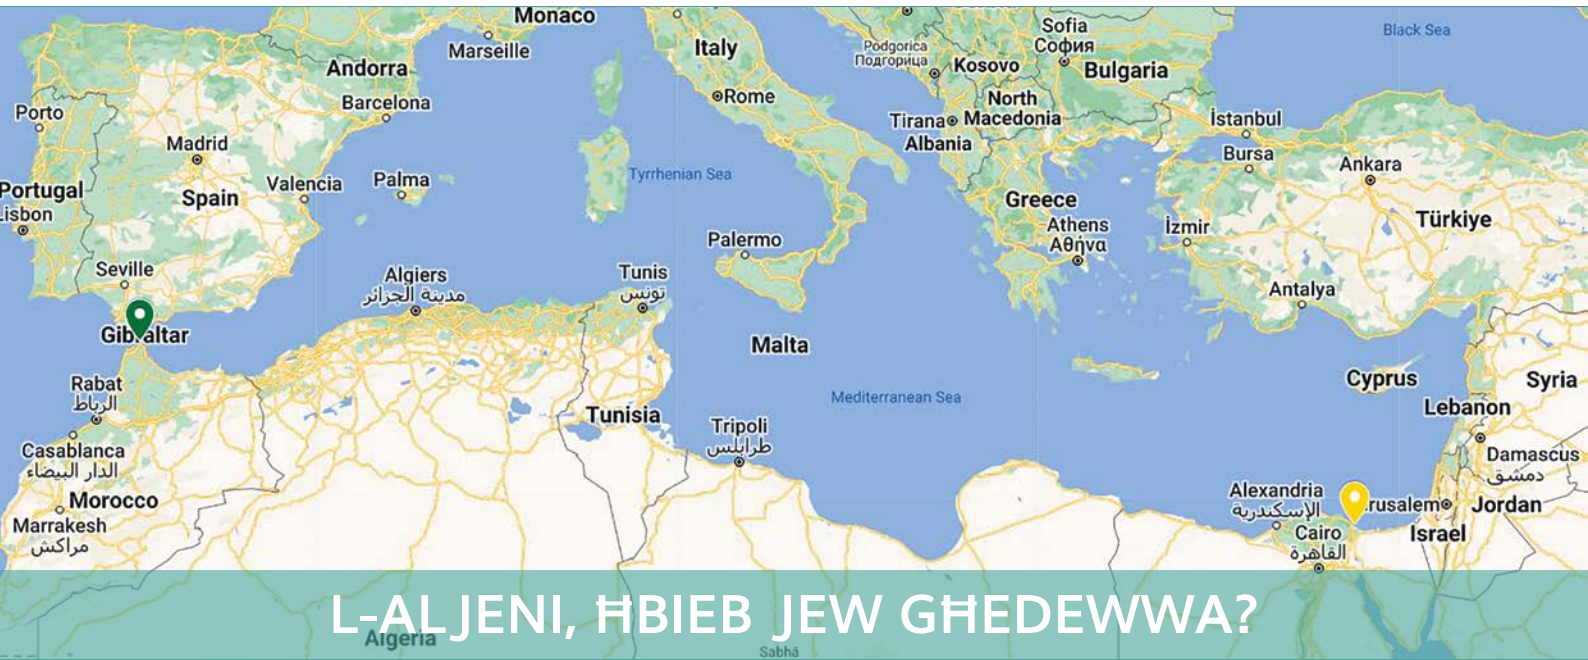 Monaco
Marseille
Andorra
Barcelona
Porto
Madrid
Spain
Valencia
Palma
Portugal
Lisbon
Seville
Gibraltar
Italy
Rome
Tyrrhenian Sea
Palermo
Podgorica
Подгорица
Kosovo
Sofia
София
Bulgaria
Black Sea
North
Macedonia
Tirana
Albania
Greece
Athens
Αθήνα
İstanbul
Bursa
Ankara
İzmir
Türkiye
Antalya
Algiers
مدينة الجزائر
Tunis
تونس
Malta
Rabat
الرباط
Casablanca
الدار البيضاء
Morocco
Marrakesh
مراكش
Tunisia
Tripoli
طرابلس
Mediterranean Sea
Cyprus
Syria
Lebanon
Damascus
دمشق
Alexandria
الإسكندرية
erusalem
Jordan
Israel
Cairo
القاهرة
L-ALJENI, ĦBIEB JEW GĦEDEWWA?
Algeria
Sabhā